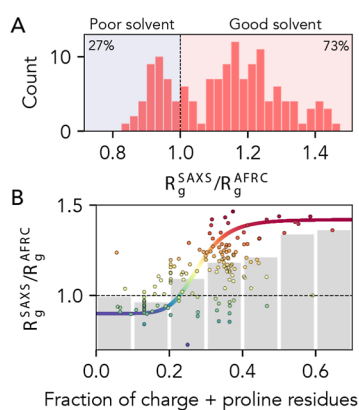 A
Poor solvent Good solvent
27% 73%
10
0
Count
0.8 1.0 1.2 1.4
R_g^SAXS/R_g^AFRC
B
1.5
1.0
R_g^SAXS/R_g^AFRC
0.0 0.2 0.4 0.6
Fraction of charge + proline residues